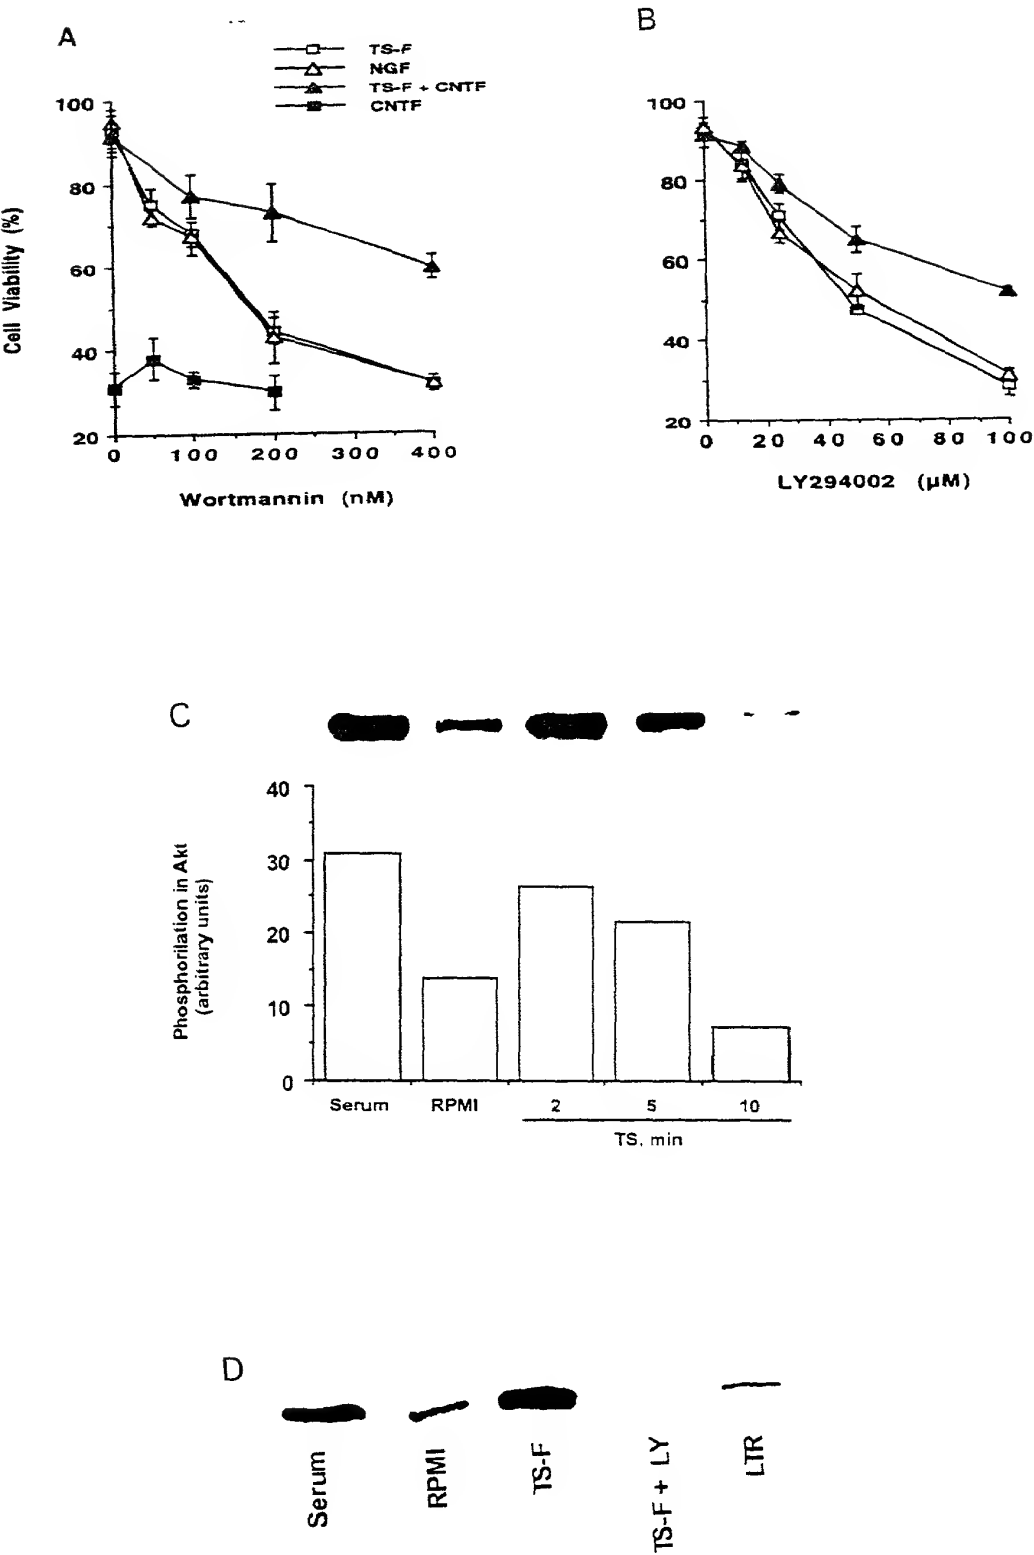 A
B
TS-F
NGF
TS-F + CNTF
CNTF
100
80
60
40
20
Cell Viability (%)
0 100 200 300 400
Wortmannin (nM)
100
80
60
40
20
0 20 40 60 80 100
LY294002 (µM)
C
40
30
20
10
0
Phosphorilation in Akt
(arbitrary units)
Serum RPMI 2 5 10
TS, min
D
Serum
RPMI
TS-F
TS-F + LY
LTR